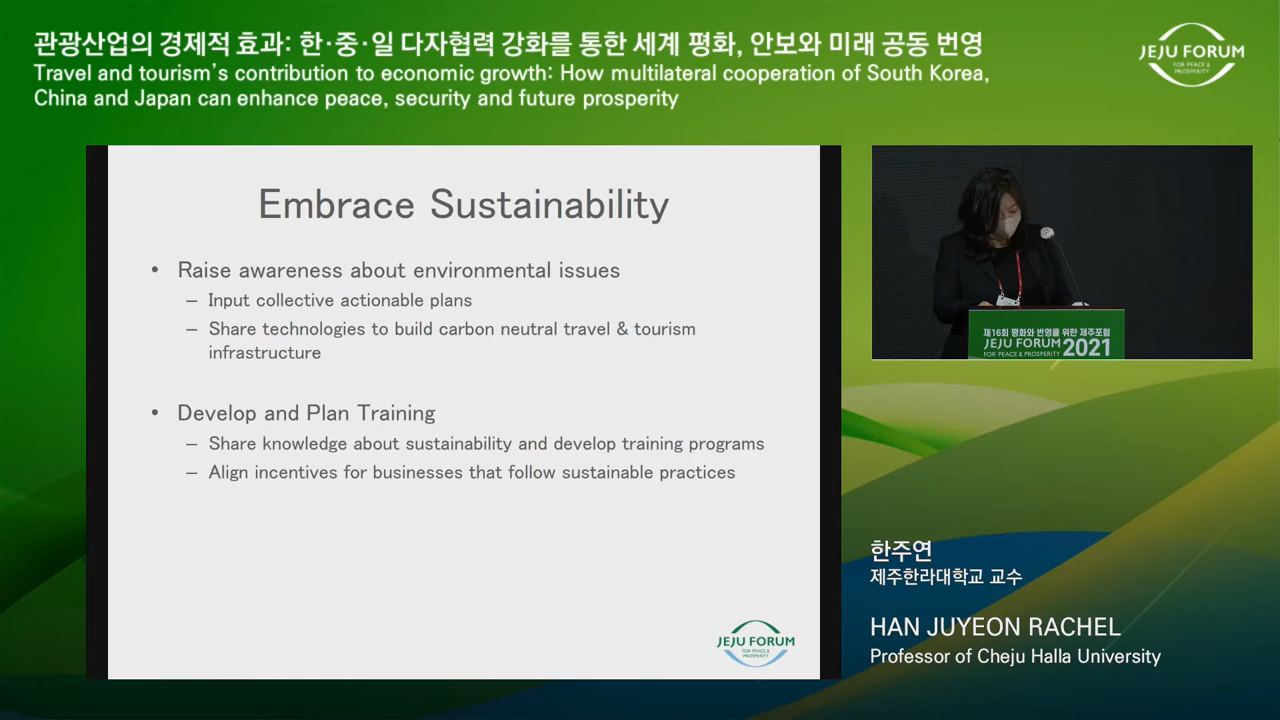 관광산업의 경제적 효과: 한·중·일 다자협력 강화를 통한 세계 평화, 안보와 미래 공동 번영
Travel and tourism's contribution to economic growth: How multilateral cooperation of South Korea,
China and Japan can enhance peace, security and future prosperity
JEJU FORUM
FOR PEACE &
PROSPERITY
Embrace Sustainability
• Raise awareness about environmental issues
– Input collective actionable plans
– Share technologies to build carbon neutral travel & tourism
infrastructure
• Develop and Plan Training
– Share knowledge about sustainability and develop training programs
– Align incentives for businesses that follow sustainable practices
JEJU FORUM
FOR PEACE &
PROSPERITY
제16회 평화와 번영을 위한 제주포럼
JEJU FORUM 2021
FOR PEACE & PROSPERITY
한주연
제주한라대학교 교수
HAN JUYEON RACHEL
Professor of Cheju Halla University